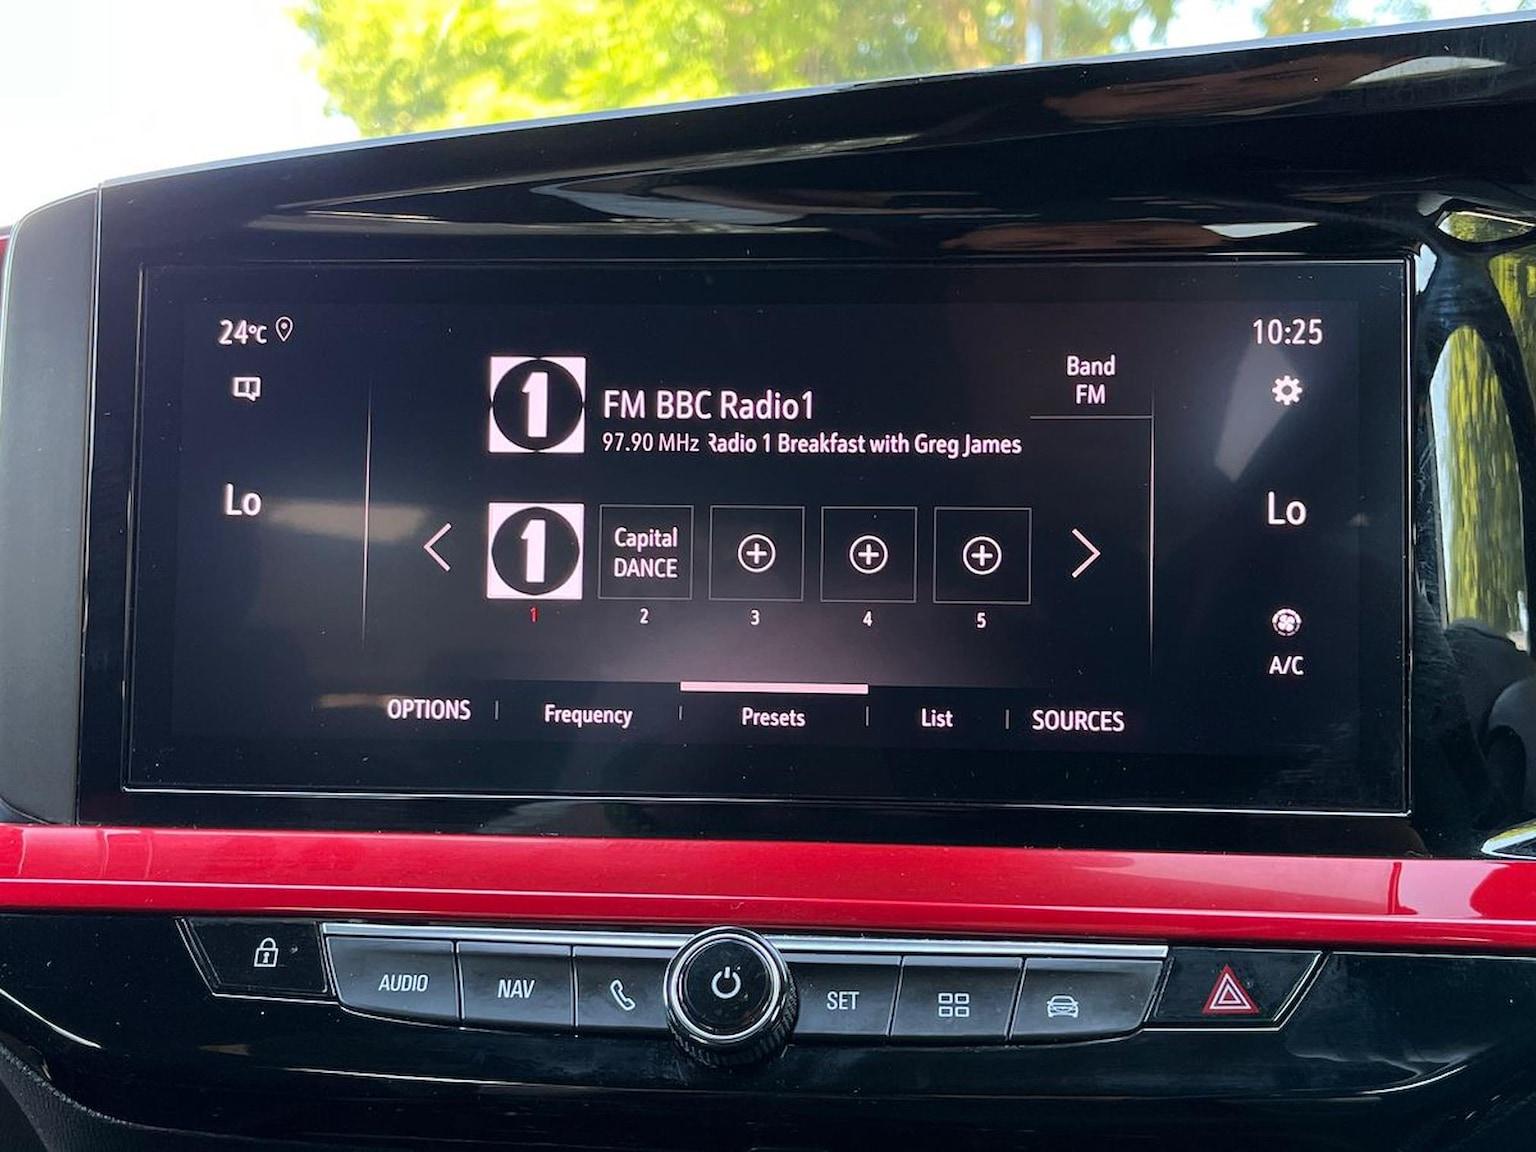 24°C
10:25
Band
FM
1
FM BBC Radio1
97.90 MHz Radio 1 Breakfast with Greg James
Lo
Lo
1
Capital
DANCE
1
2
3
4
5
A/C
OPTIONS
Frequency
Presets
List
SOURCES
AUDIO
NAV
SET